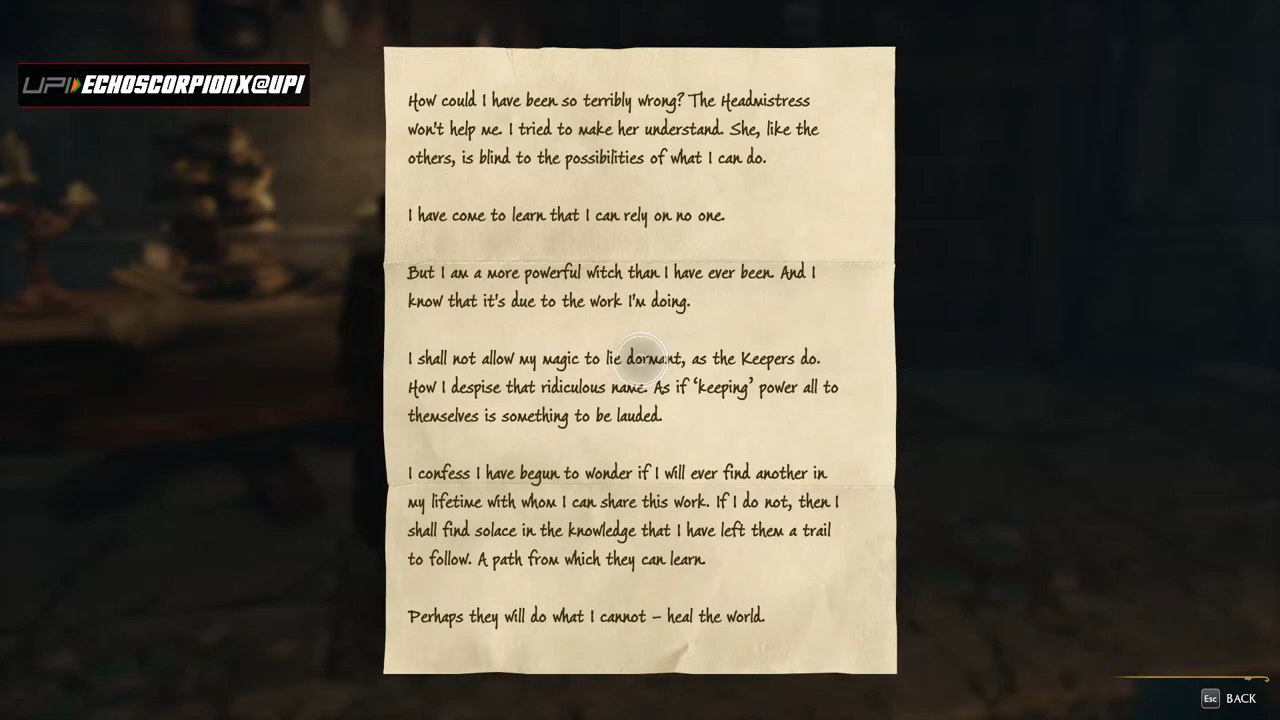 UPI ECHOSCORPIONX@UPI
How could I have been so terribly wrong? The Headmistress
won't help me. I tried to make her understand. She, like the
others, is blind to the possibilities of what I can do.
I have come to learn that I can rely on no one.
But I am a more powerful witch than I have ever been. And I
know that it's due to the work I'm doing.
I shall not allow my magic to lie dormant, as the Keepers do.
How I despise that ridiculous name. As if ‘keeping’ power all to
themselves is something to be lauded.
I confess I have begun to wonder if I will ever find another in
my lifetime with whom I can share this work. If I do not, then I
shall find solace in the knowledge that I have left them a trail
to follow. A path from which they can learn.
Perhaps they will do what I cannot – heal the world.
Esc BACK